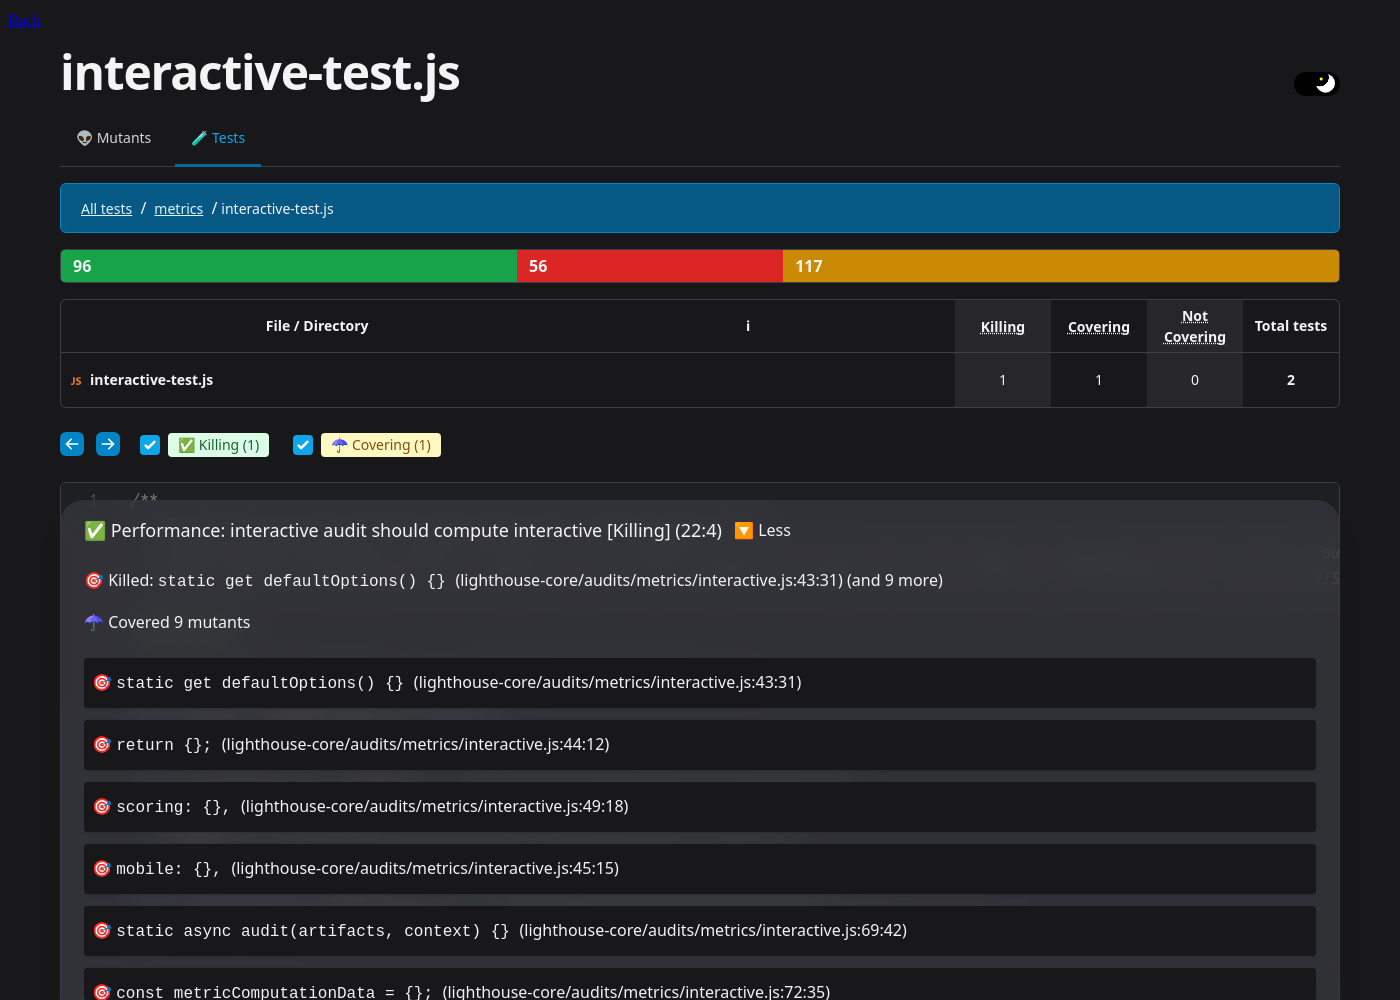 Back
interactive-test.js
👽 Mutants 🧪 Tests
All tests / metrics / interactive-test.js
96 56 117
File / Directory i Killing Covering Not Covering Total tests
JS interactive-test.js 1 1 0 2
✅ Killing (1) ☂️ Covering (1)
1 /**
✅ Performance: interactive audit should compute interactive [Killing] (22:4) 🔽 Less
🎯 Killed: static get defaultOptions() {} (lighthouse-core/audits/metrics/interactive.js:43:31) (and 9 more)
☂️ Covered 9 mutants
🎯 static get defaultOptions() {} (lighthouse-core/audits/metrics/interactive.js:43:31)
🎯 return {}; (lighthouse-core/audits/metrics/interactive.js:44:12)
🎯 scoring: {}, (lighthouse-core/audits/metrics/interactive.js:49:18)
🎯 mobile: {}, (lighthouse-core/audits/metrics/interactive.js:45:15)
🎯 static async audit(artifacts, context) {} (lighthouse-core/audits/metrics/interactive.js:69:42)
🎯 const metricComputationData = {}; (lighthouse-core/audits/metrics/interactive.js:72:35)